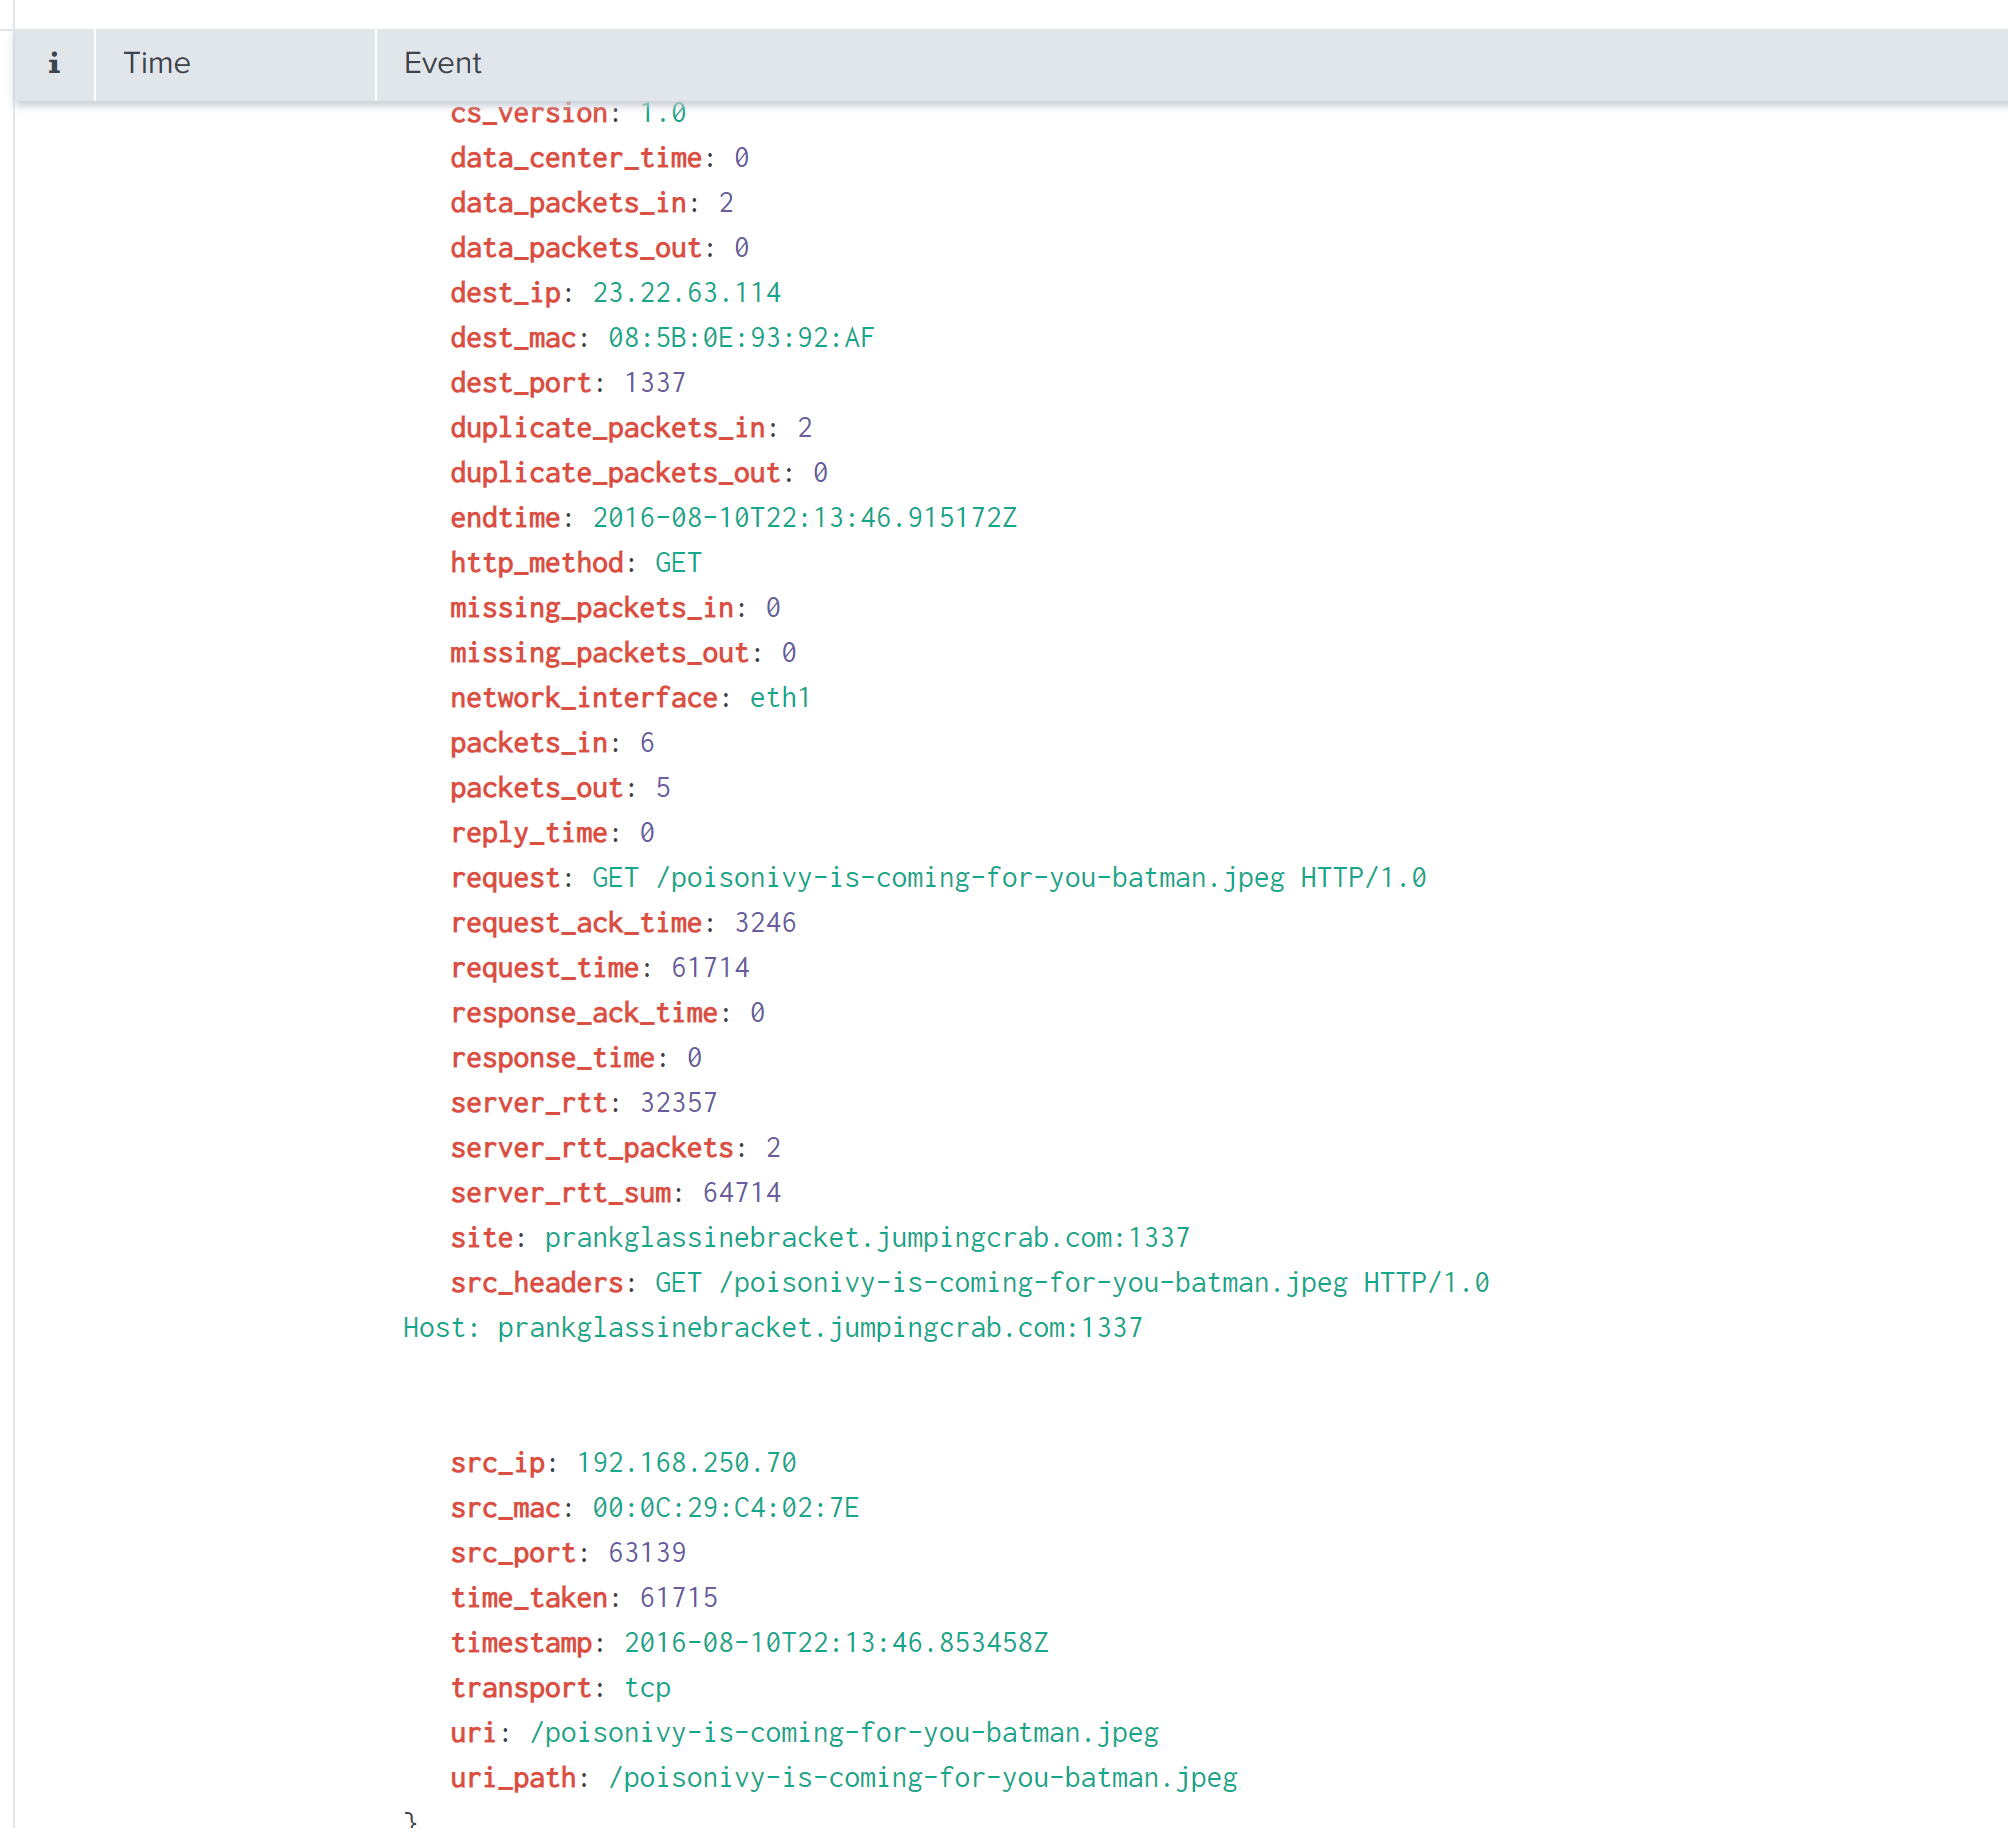 i Time Event
cs_version: 1.0
data_center_time: 0
data_packets_in: 2
data_packets_out: 0
dest_ip: 23.22.63.114
dest_mac: 08:5B:0E:93:92:AF
dest_port: 1337
duplicate_packets_in: 2
duplicate_packets_out: 0
endtime: 2016-08-10T22:13:46.915172Z
http_method: GET
missing_packets_in: 0
missing_packets_out: 0
network_interface: eth1
packets_in: 6
packets_out: 5
reply_time: 0
request: GET /poisonivy-is-coming-for-you-batman.jpeg HTTP/1.0
request_ack_time: 3246
request_time: 61714
response_ack_time: 0
response_time: 0
server_rtt: 32357
server_rtt_packets: 2
server_rtt_sum: 64714
site: prankglassinebracket.jumpingcrab.com:1337
src_headers: GET /poisonivy-is-coming-for-you-batman.jpeg HTTP/1.0
Host: prankglassinebracket.jumpingcrab.com:1337
src_ip: 192.168.250.70
src_mac: 00:0C:29:C4:02:7E
src_port: 63139
time_taken: 61715
timestamp: 2016-08-10T22:13:46.853458Z
transport: tcp
uri: /poisonivy-is-coming-for-you-batman.jpeg
uri_path: /poisonivy-is-coming-for-you-batman.jpeg
}